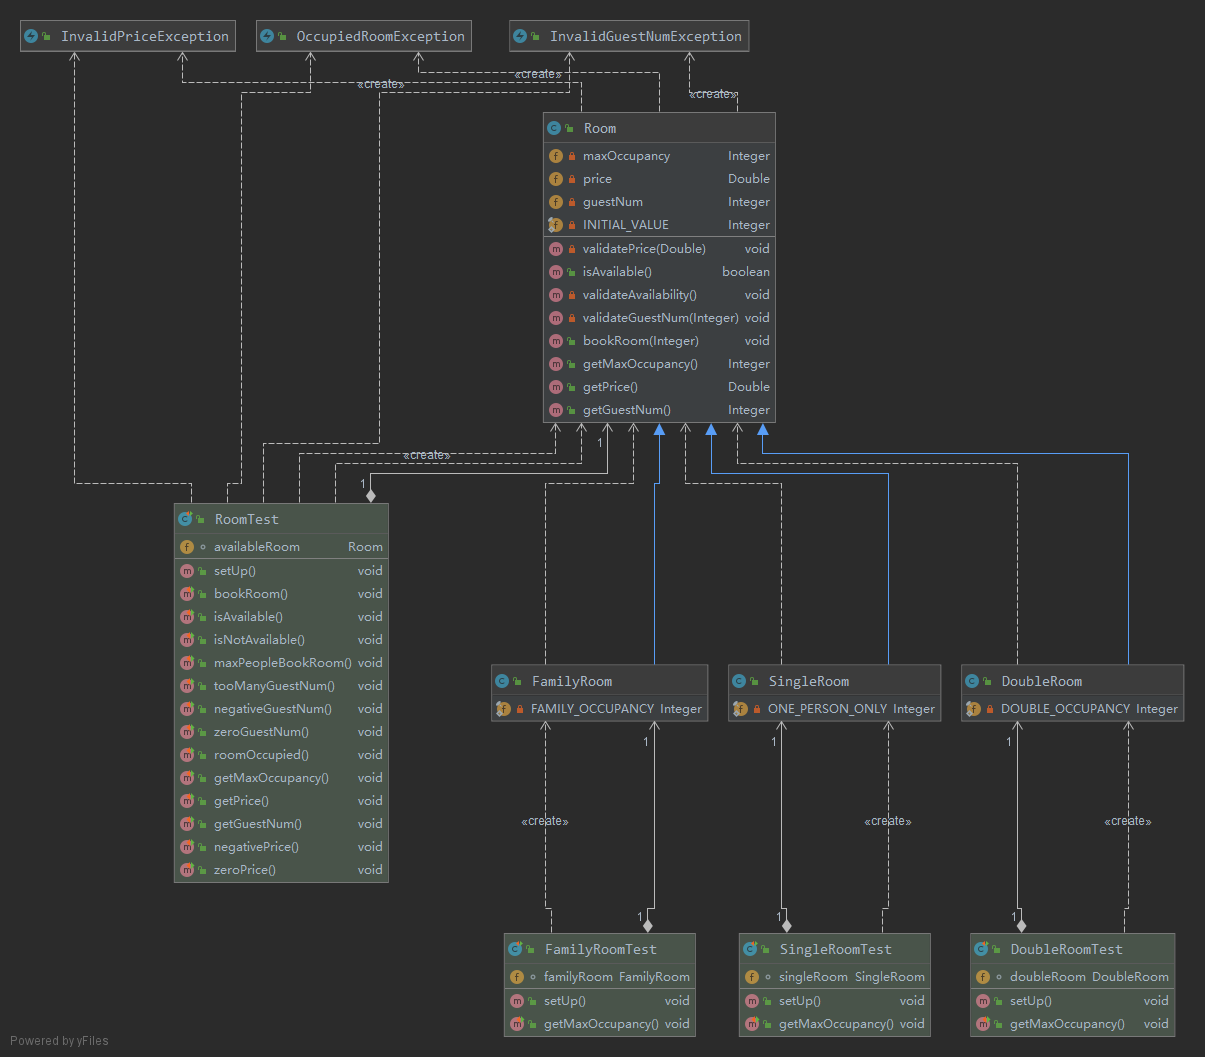 InvalidPriceException
OccupiedRoomException
InvalidGuestNumException
«create»
«create»
«create»
Room
maxOccupancy Integer
price Double
guestNum Integer
INITIAL_VALUE Integer
validatePrice(Double) void
isAvailable() boolean
validateAvailability() void
validateGuestNum(Integer) void
bookRoom(Integer) void
getMaxOccupancy() Integer
getPrice() Double
getGuestNum() Integer
1
«create»
1
RoomTest
availableRoom Room
setUp() void
bookRoom() void
isAvailable() void
isNotAvailable() void
maxPeopleBookRoom() void
tooManyGuestNum() void
negativeGuestNum() void
zeroGuestNum() void
roomOccupied() void
getMaxOccupancy() void
getPrice() void
getGuestNum() void
negativePrice() void
zeroPrice() void
FamilyRoom
FAMILY_OCCUPANCY Integer
SingleRoom
ONE_PERSON_ONLY Integer
DoubleRoom
DOUBLE_OCCUPANCY Integer
1
1
1
«create»
«create»
«create»
1
1
1
FamilyRoomTest
familyRoom FamilyRoom
setUp() void
getMaxOccupancy() void
SingleRoomTest
singleRoom SingleRoom
setUp() void
getMaxOccupancy() void
DoubleRoomTest
doubleRoom DoubleRoom
setUp() void
getMaxOccupancy() void
Powered by yFiles